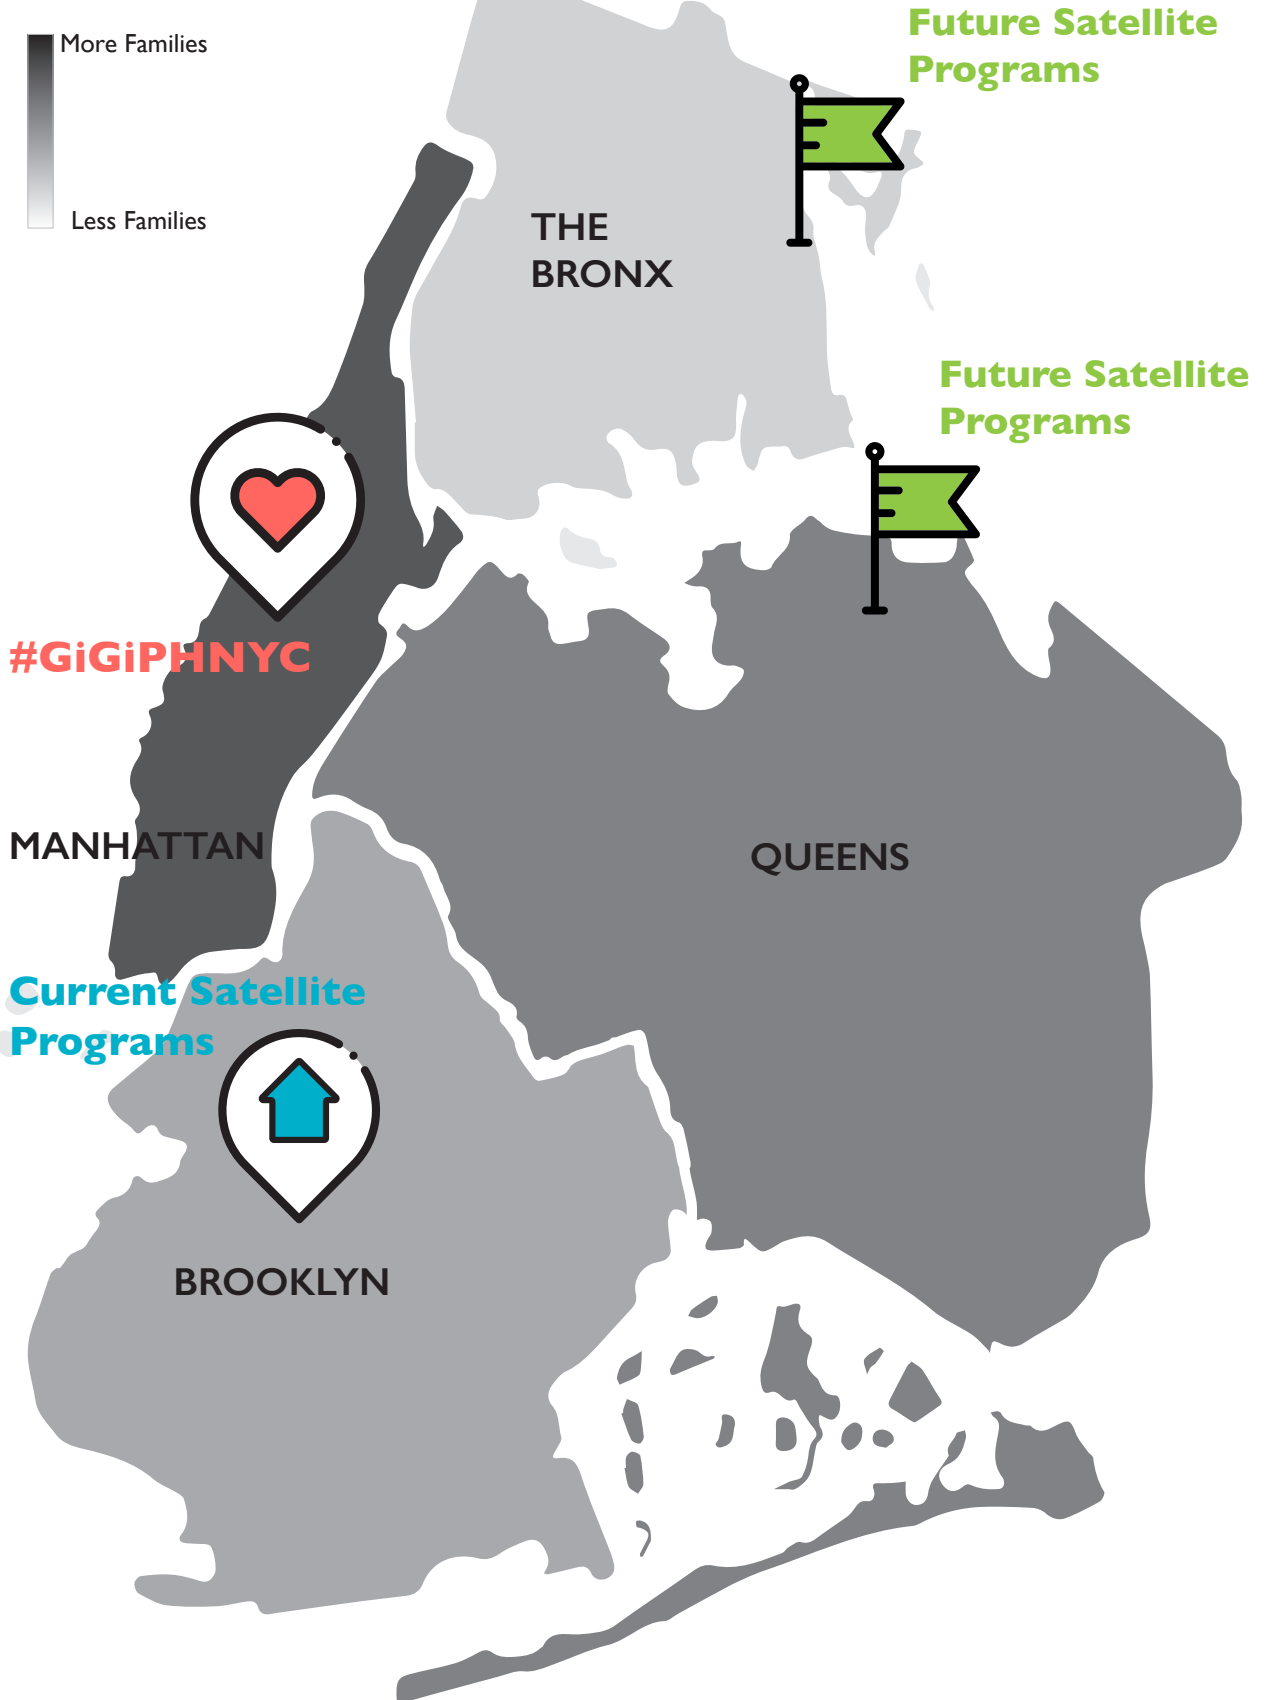 More Families
Less Families
Future Satellite
Programs
THE
BRONX
Future Satellite
Programs
#GiGiPHNYC
MANHATTAN
QUEENS
Current Satellite
Programs
BROOKLYN